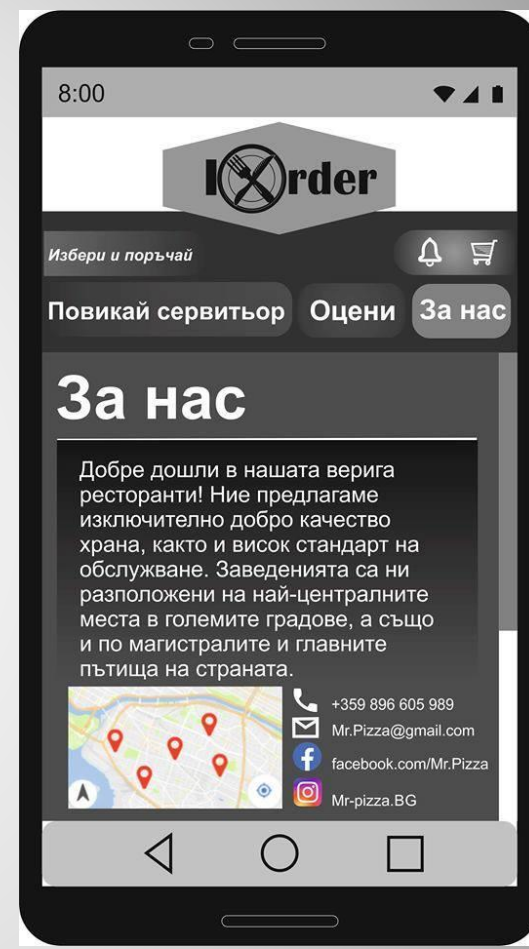 8:00
IOrder
Избери и поръчай
Повикай сервитьор Оцени За нас
За нас
Добре дошли в нашата верига
ресторанти! Ние предлагаме
изключително добро качество
храна, както и висок стандарт на
обслужване. Заведенията са ни
разположени на най-централните
места в големите градове, а също
и по магистралите и главните
пътища на страната.
+359 896 605 989
Mr.Pizza@gmail.com
facebook.com/Mr.Pizza
Mr-pizza.BG